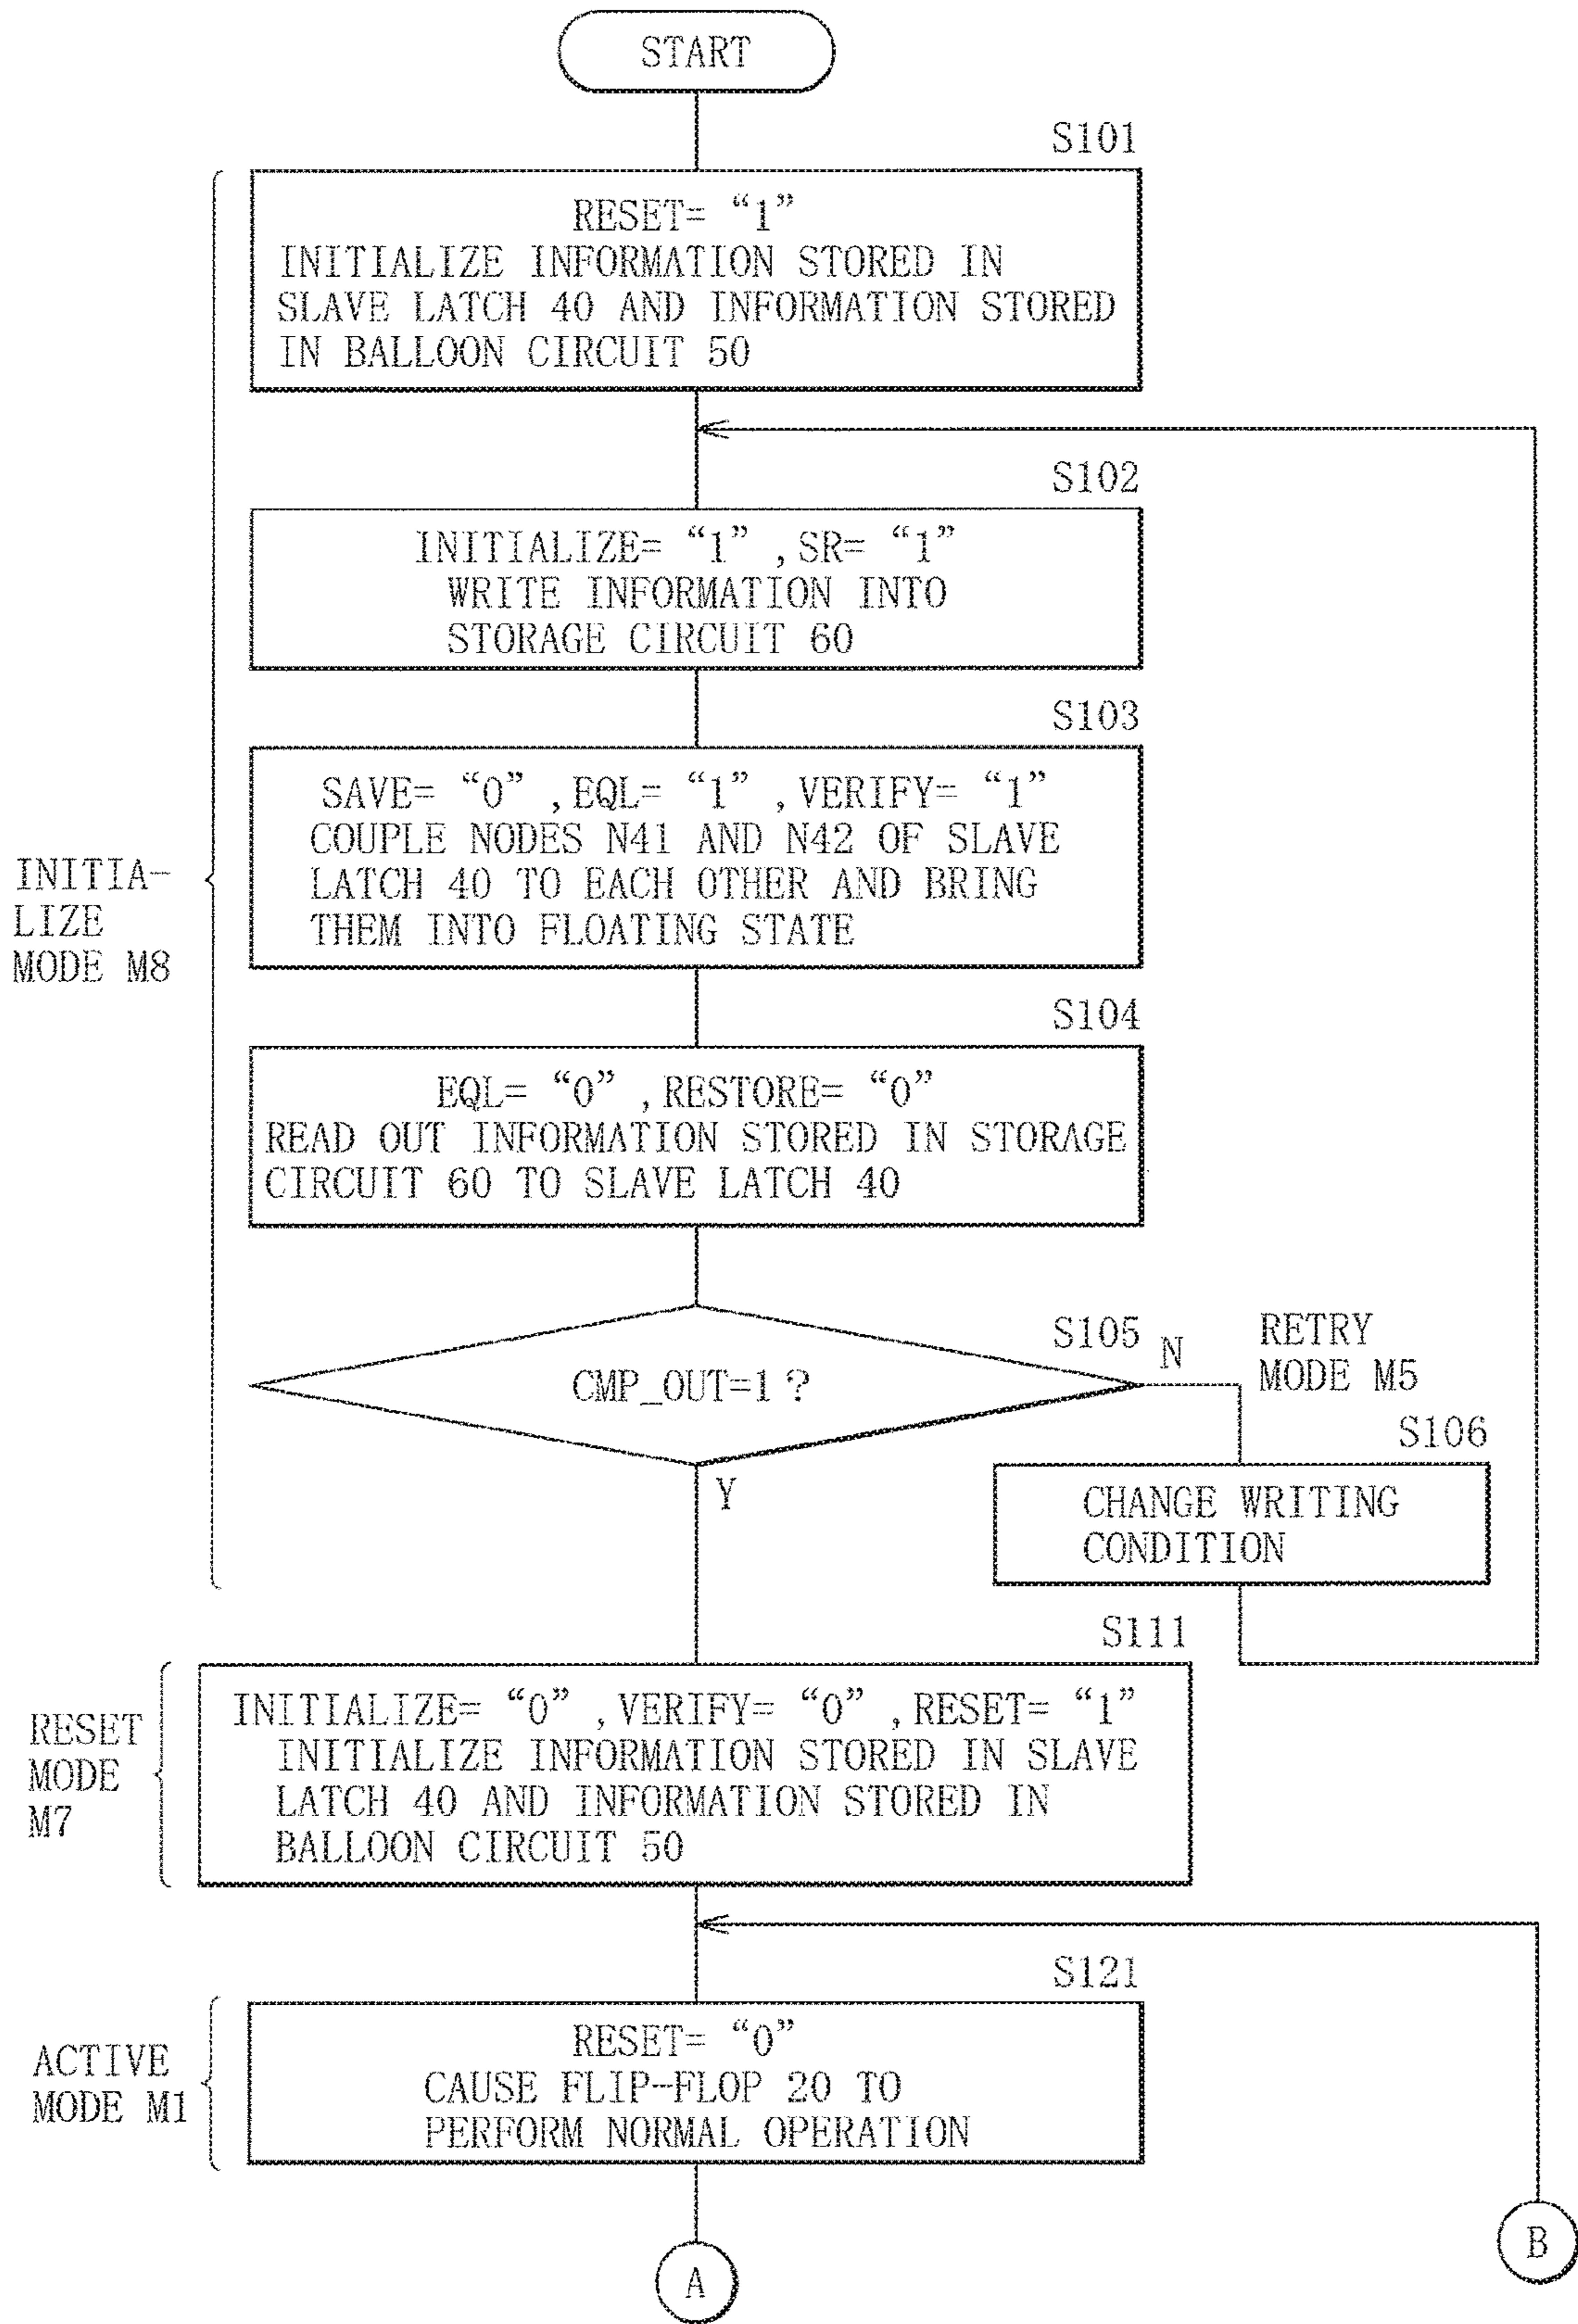 START
S101
RESET= “1”
INITIALIZE INFORMATION STORED IN
SLAVE LATCH 40 AND INFORMATION STORED
IN BALLOON CIRCUIT 50
S102
INITIALIZE= “1” , SR= “1”
WRITE INFORMATION INTO
STORAGE CIRCUIT 60
S103
SAVE= “0” , EQL= “1” , VERIFY= “1”
COUPLE NODES N41 AND N42 OF SLAVE
LATCH 40 TO EACH OTHER AND BRING
THEM INTO FLOATING STATE
INITIA-
LIZE
MODE M8
S104
EQL= “0” , RESTORE= “0”
READ OUT INFORMATION STORED IN STORAGE
CIRCUIT 60 TO SLAVE LATCH 40
S105
CMP_OUT=1 ?
N
RETRY
MODE M5
Y
S106
CHANGE WRITING
CONDITION
S111
RESET
MODE
M7
INITIALIZE= “0” , VERIFY= “0” , RESET= “1”
INITIALIZE INFORMATION STORED IN SLAVE
LATCH 40 AND INFORMATION STORED IN
BALLOON CIRCUIT 50
S121
ACTIVE
MODE M1
RESET= “0”
CAUSE FLIP-FLOP 20 TO
PERFORM NORMAL OPERATION
A
B